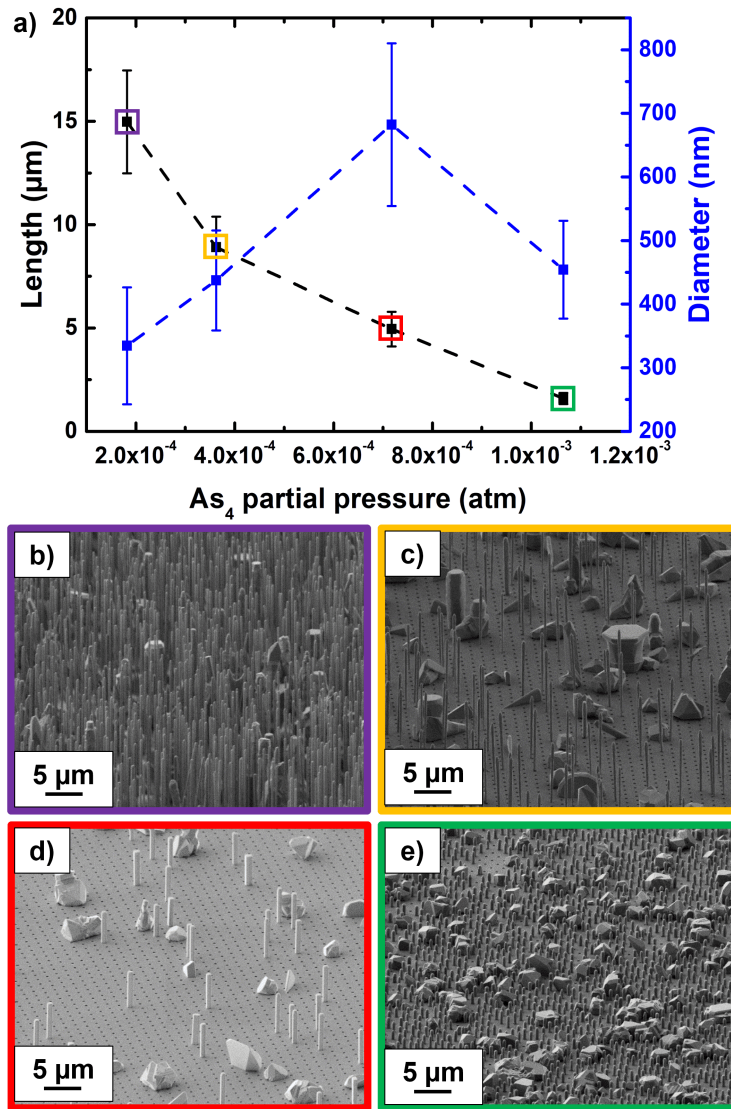 a)
20
15
10
5
0
Length (µm)
800
700
600
500
400
300
200
Diameter (nm)
2.0x10⁻⁴ 4.0x10⁻⁴ 6.0x10⁻⁴ 8.0x10⁻⁴ 1.0x10⁻³ 1.2x10⁻³
As₄ partial pressure (atm)
b)
5 µm
c)
5 µm
d)
5 µm
e)
5 µm